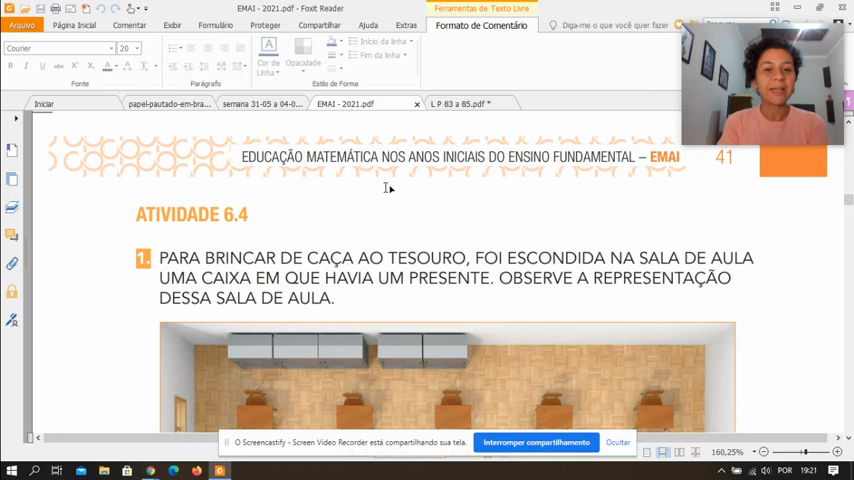 EMAI - 2021.pdf - Foxit Reader
Ferramentas de Texto Livre
Arquivo
Página Inicial
Comentar
Exibir
Formulário
Proteger
Compartilhar
Ajuda
Extras
Formato de Comentário
Diga-me o que você quer fazer
Courier
20
Cor de Linha
Opacidade
Início da linha
Fim da linha
Fonte
Parágrafo
Estilo de Forma
Iniciar
papel-pautado-em-bra...
semana 31-05 a 04-0...
EMAI - 2021.pdf
L P 83 a 85.pdf *
EDUCAÇÃO MATEMÁTICA NOS ANOS INICIAIS DO ENSINO FUNDAMENTAL – EMAI 41
ATIVIDADE 6.4
1. PARA BRINCAR DE CAÇA AO TESOURO, FOI ESCONDIDA NA SALA DE AULA
UMA CAIXA EM QUE HAVIA UM PRESENTE. OBSERVE A REPRESENTAÇÃO
DESSA SALA DE AULA.
O Screencastify - Screen Video Recorder está compartilhando sua tela.
Interromper compartilhamento
Ocultar
160,25%
POR
19:21